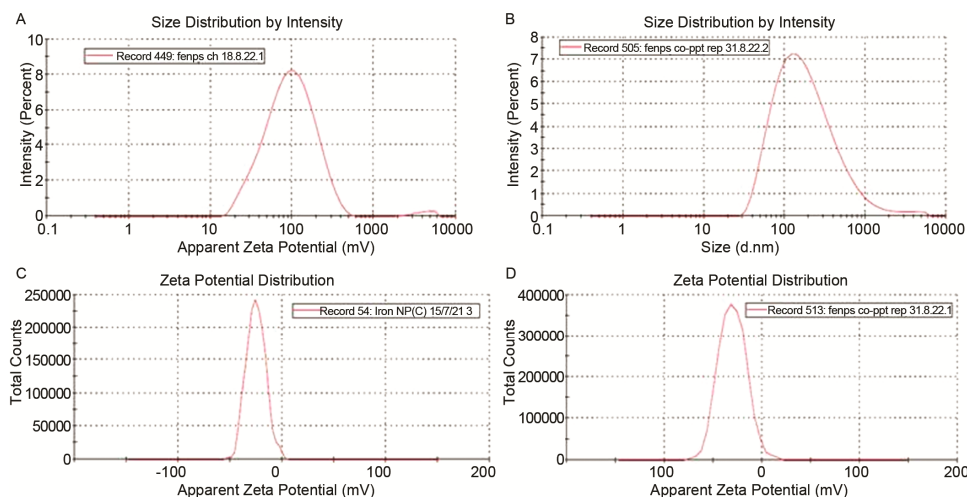 A
Size Distribution by Intensity
Intensity (Percent)
10
8
6
4
2
0
Record 449: fenps ch 18.8.22.1
0.1 1 10 100 1000 10000
Apparent Zeta Potential (mV)
B
Size Distribution by Intensity
Intensity (Percent)
8
7
6
5
4
3
2
1
0
Record 505: fenps co-ppt rep 31.8.22.2
0.1 1 10 100 1000 10000
Size (d.nm)
C
Zeta Potential Distribution
Total Counts
250000
200000
150000
100000
50000
0
Record 54: Iron NP(C) 15/7/21 3
-100 0 100 200
Apparent Zeta Potential (mV)
D
Zeta Potential Distribution
Total Counts
400000
300000
200000
100000
0
Record 513: fenps co-ppt rep 31.8.22.1
100 0 100 200
Apparent Zeta Potential (mV)